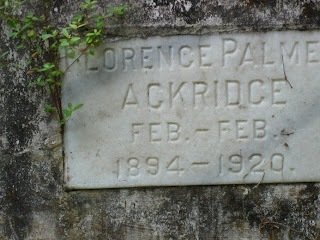 LORENCE PALME
ACKRIDGE
FEB.-FEB.
1894-1920.